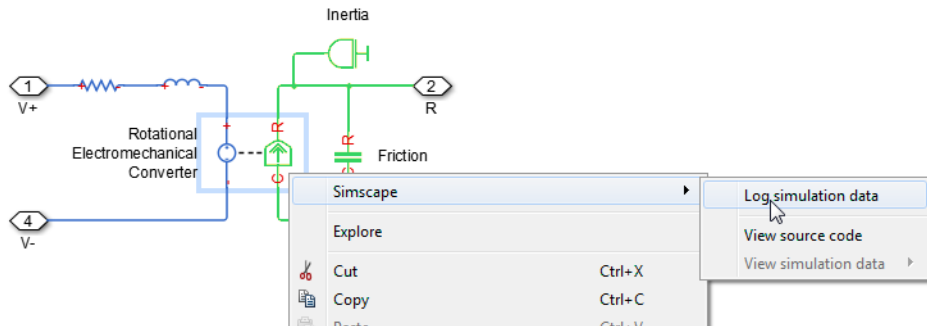 Inertia
1
V+
2
R
Rotational
Electromechanical
Converter
+
R
C
-
R
Friction
4
V-
Simscape
Log simulation data
Explore
View source code
View simulation data
Cut Ctrl+X
Copy Ctrl+C